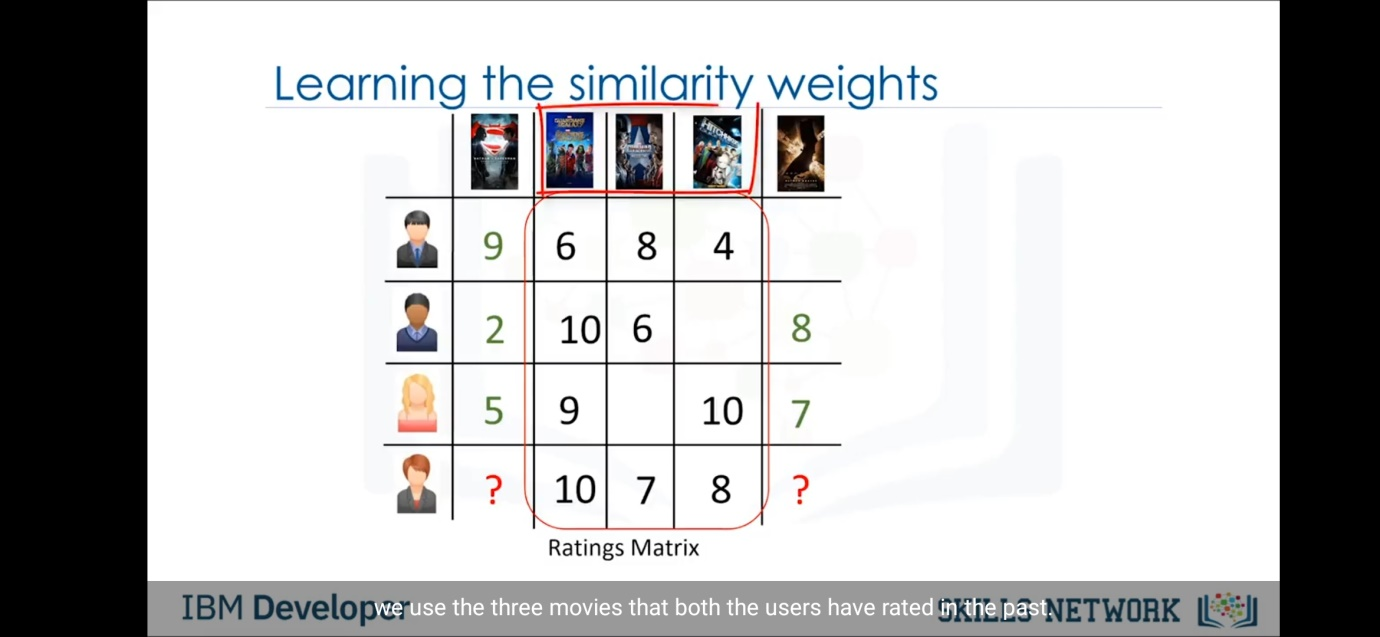 Learning the similarity weights
9 6 8 4
2 10 6 8
5 9 10 7
? 10 7 8 ?
Ratings Matrix
IBM Developer
SKILLS NETWORK
we use the three movies that both the users have rated in the past.